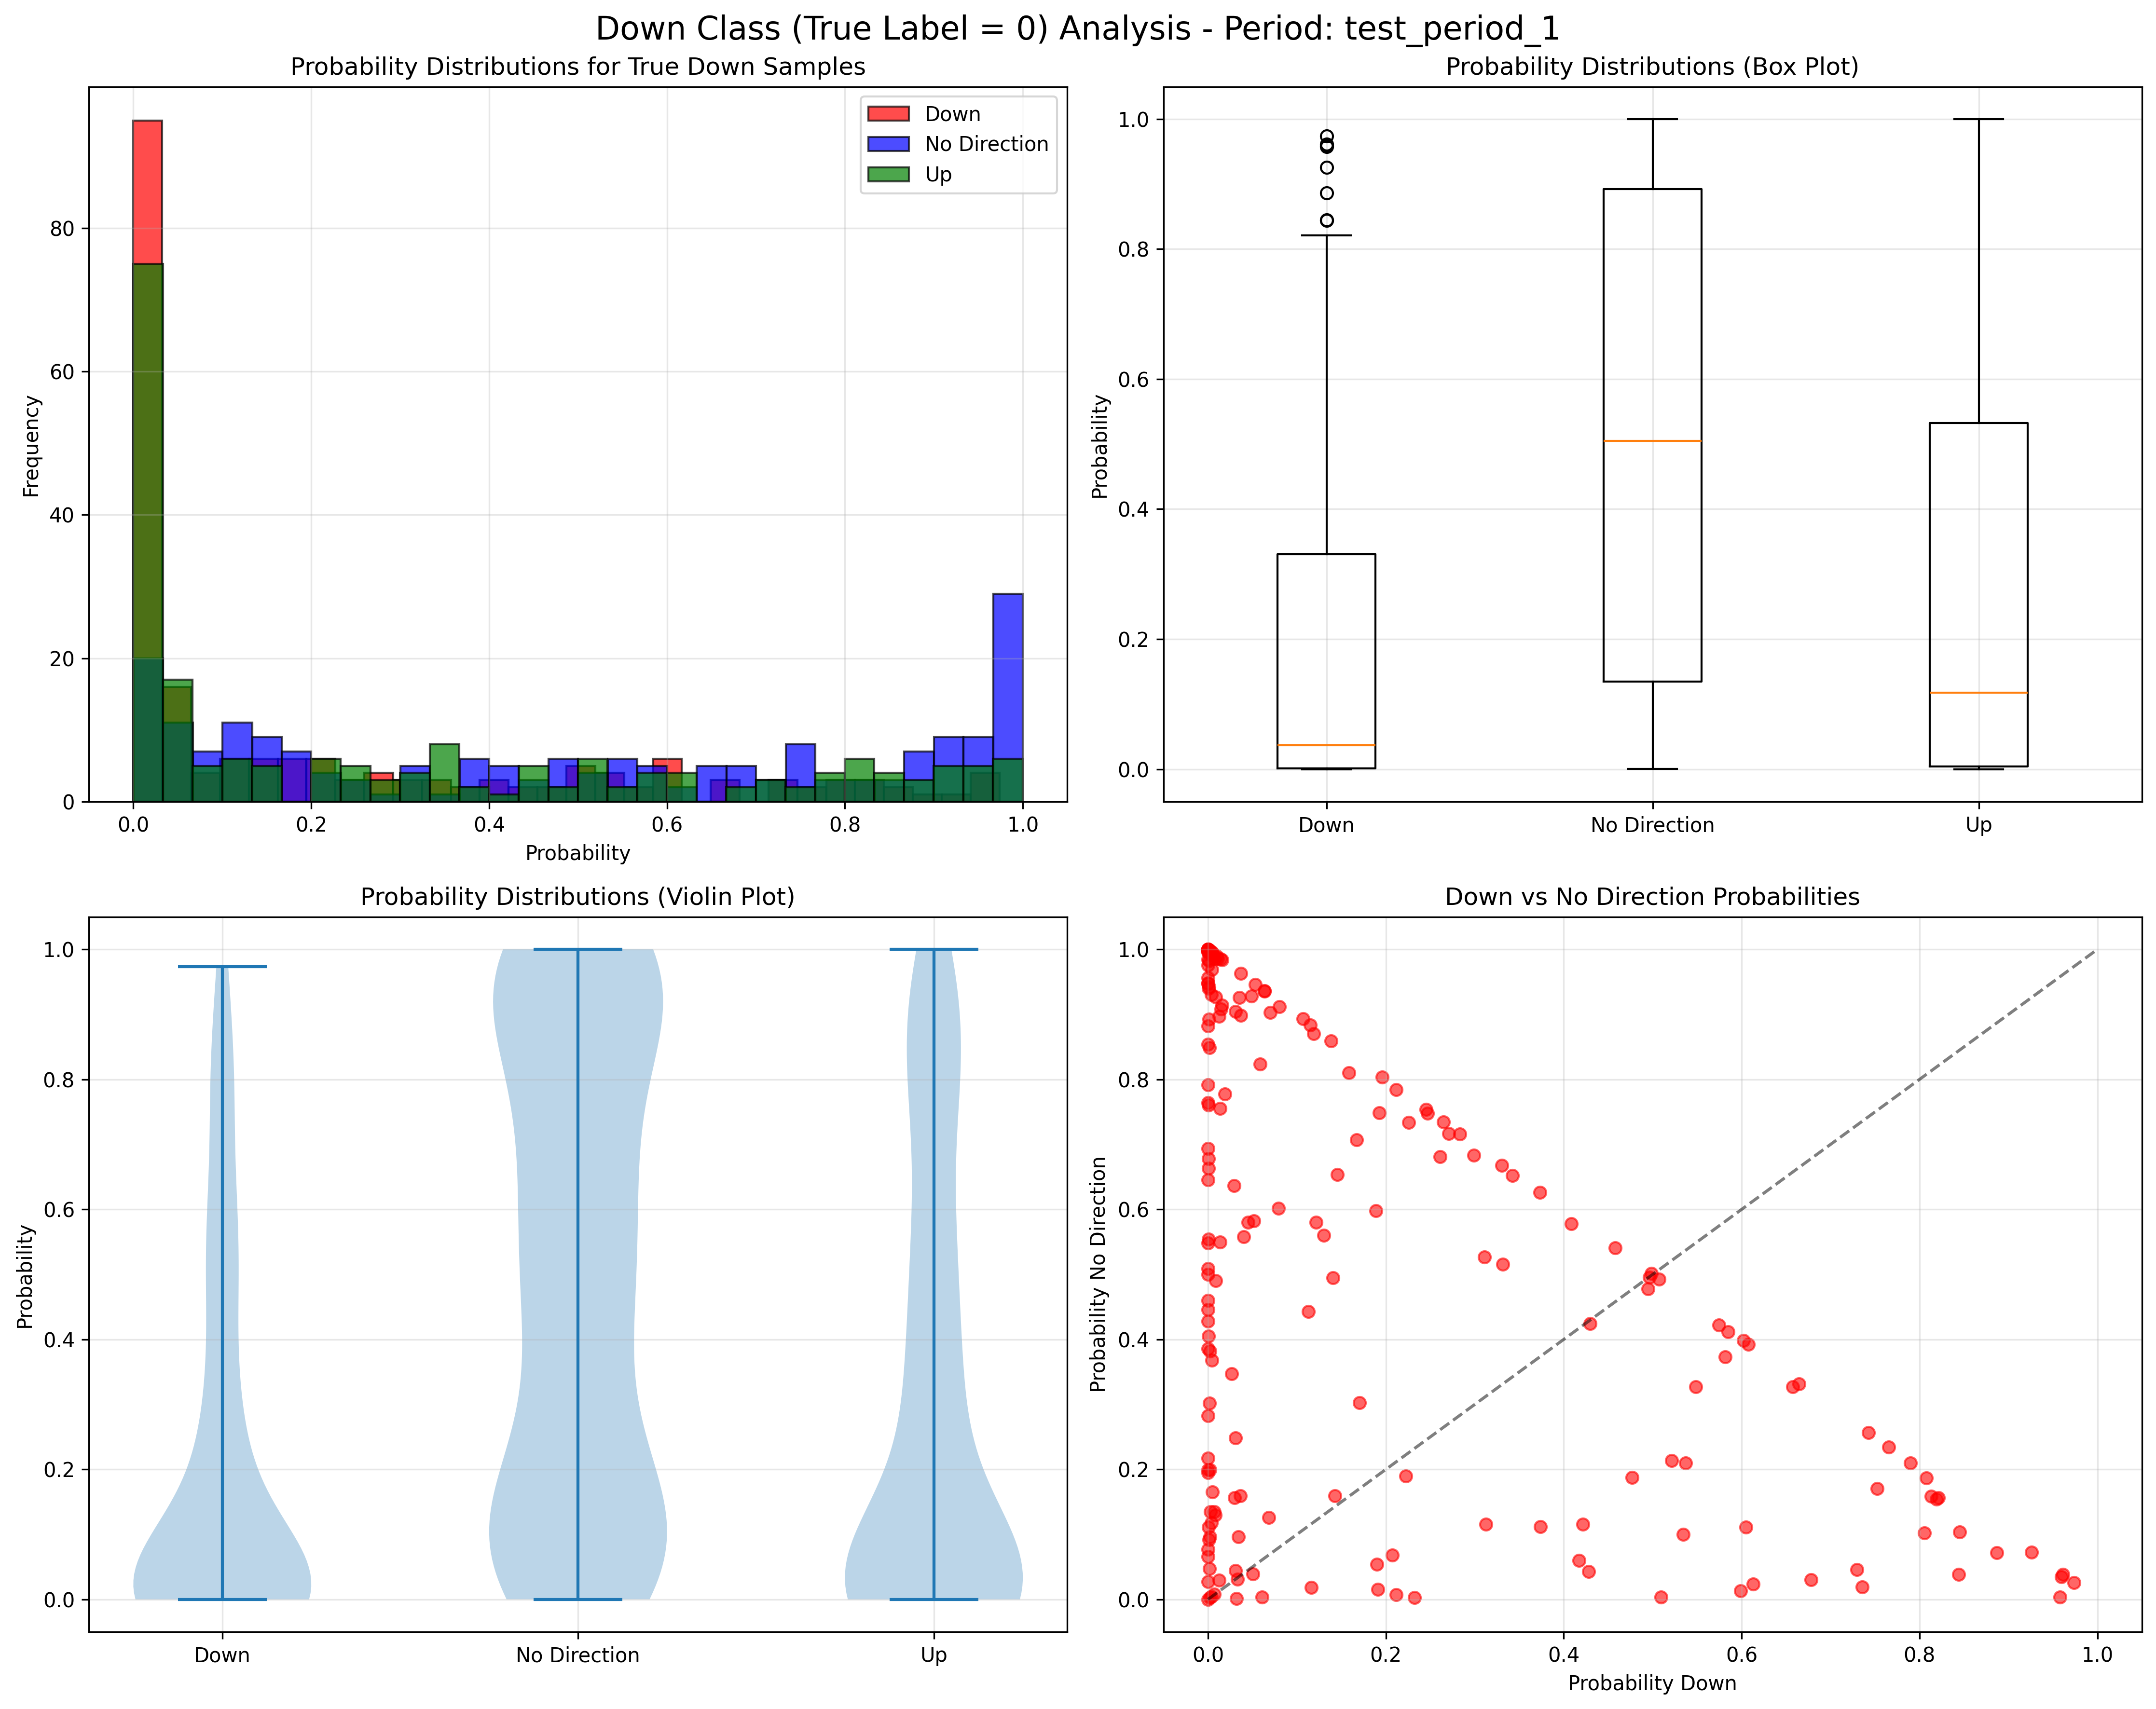 Down Class (True Label = 0) Analysis - Period: test_period_1
Probability Distributions for True Down Samples
Down
No Direction
Up
Frequency
80
60
40
20
0
0.0 0.2 0.4 0.6 0.8 1.0
Probability
Probability Distributions (Box Plot)
Probability
1.0
0.8
0.6
0.4
0.2
0.0
Down No Direction Up
Probability Distributions (Violin Plot)
Probability
1.0
0.8
0.6
0.4
0.2
0.0
Down No Direction Up
Down vs No Direction Probabilities
Probability No Direction
1.0
0.8
0.6
0.4
0.2
0.0
0.0 0.2 0.4 0.6 0.8 1.0
Probability Down